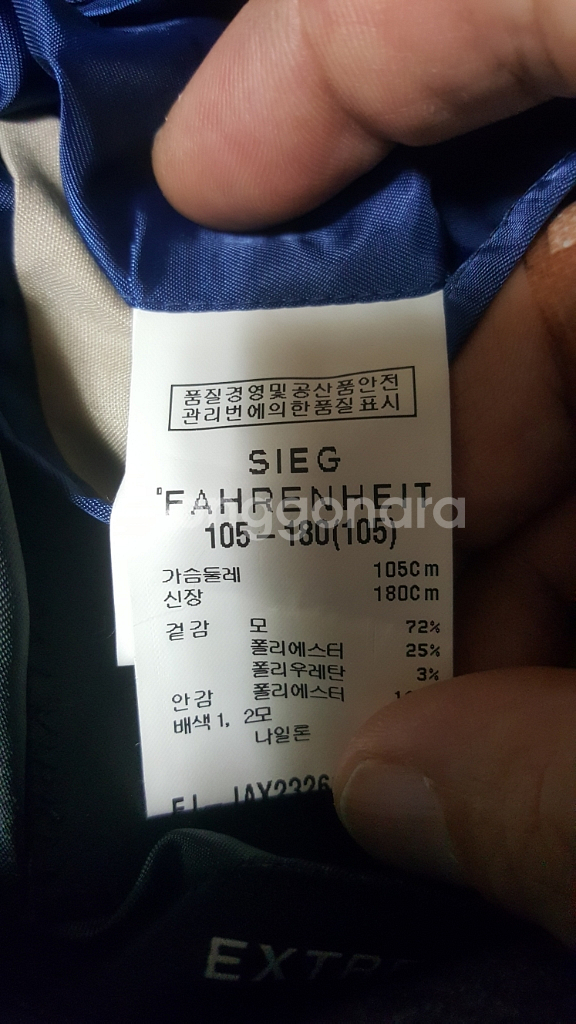 품질경영및공산품안전
관리번에의한품질표시
SIEG
°FAHRENHEIT
105-180(105)
가슴둘레 105Cm
신장 180Cm
겉감 모 72%
폴리에스터 25%
폴리우레탄 3%
안감 폴리에스터
배색1, 2모
나일론